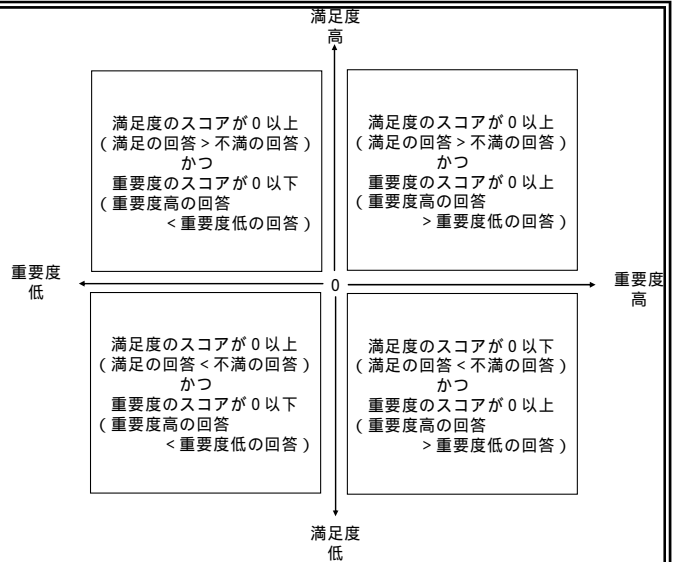 満足度
高
満足度のスコアが０以上
（満足の回答＞不満の回答）
かつ
重要度のスコアが０以下
（重要度高の回答
＜重要度低の回答）
満足度のスコアが０以上
（満足の回答＞不満の回答）
かつ
重要度のスコアが０以上
（重要度高の回答
＞重要度低の回答）
重要度
低
０
重要度
高
満足度のスコアが０以上
（満足の回答＜不満の回答）
かつ
重要度のスコアが０以下
（重要度高の回答
＜重要度低の回答）
満足度のスコアが０以下
（満足の回答＜不満の回答）
かつ
重要度のスコアが０以上
（重要度高の回答
＞重要度低の回答）
満足度
低